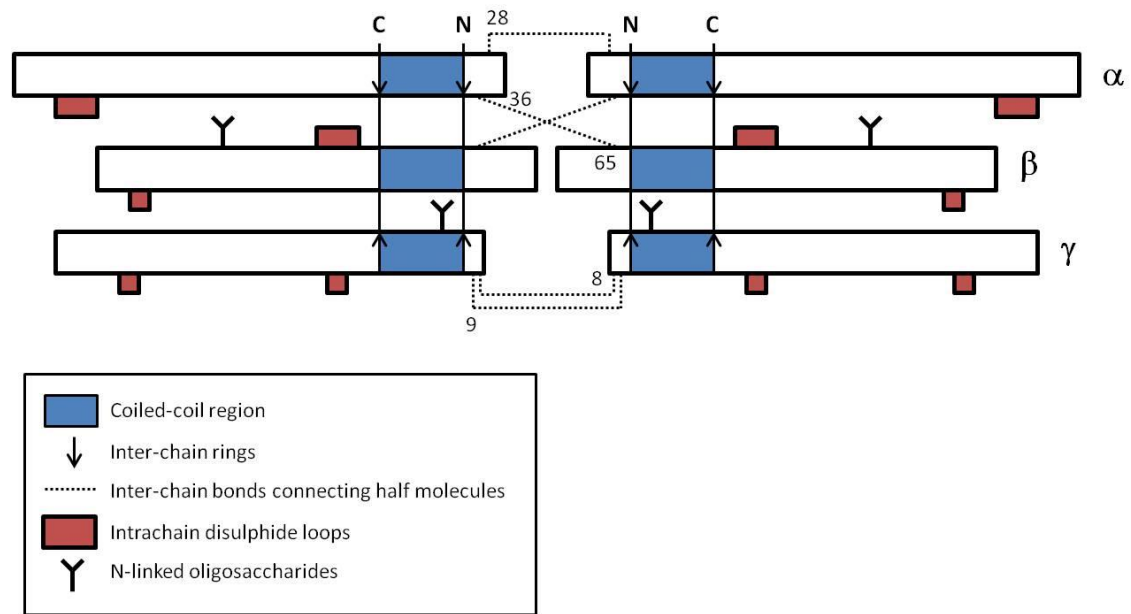 28
C N N C
α
36
65
β
γ
8
9
Coiled-coil region
Inter-chain rings
Inter-chain bonds connecting half molecules
Intrachain disulphide loops
N-linked oligosaccharides